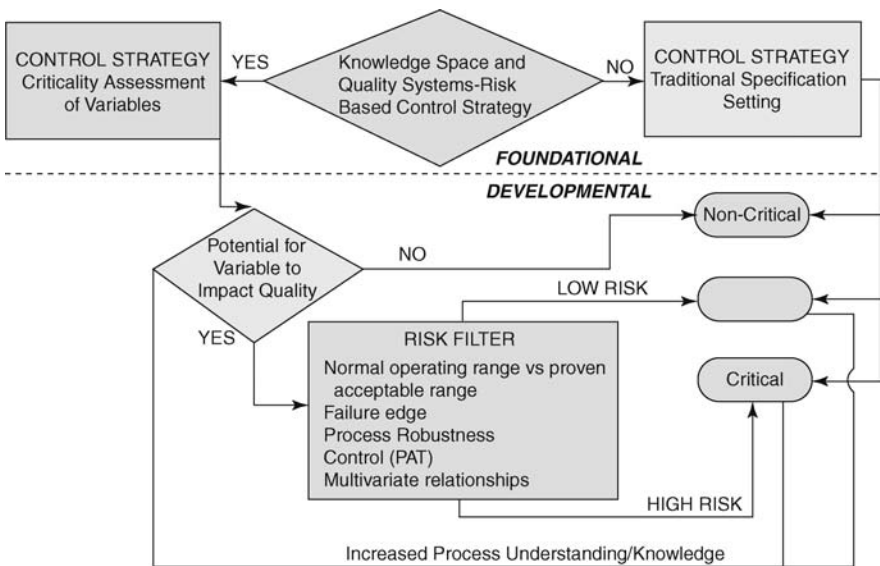 CONTROL STRATEGY
Criticality Assessment
of Variables
YES
Knowledge Space and
Quality Systems-Risk
Based Control Strategy
NO
CONTROL STRATEGY
Traditional Specification
Setting
FOUNDATIONAL
DEVELOPMENTAL
Non-Critical
Potential for
Variable to
Impact Quality
NO
LOW RISK
YES
RISK FILTER
Normal operating range vs proven
acceptable range
Failure edge
Process Robustness
Control (PAT)
Multivariate relationships
Critical
HIGH RISK
Increased Process Understanding/Knowledge